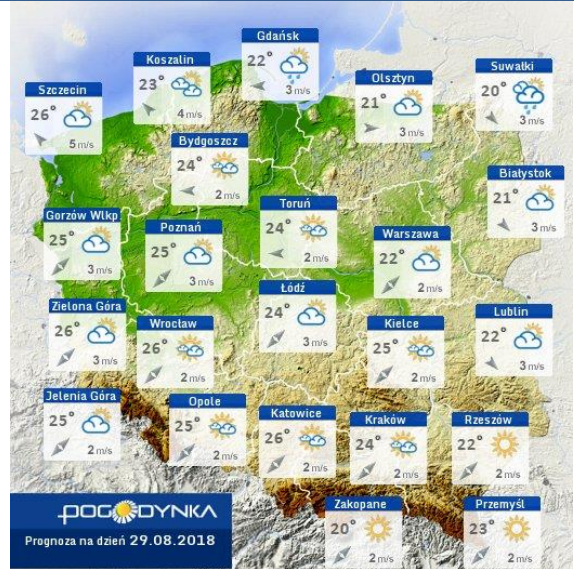 Gdańsk
22°
3 m/s
Koszalin
23°
4 m/s
Suwałki
20°
3 m/s
Olsztyn
21°
3 m/s
Szczecin
26°
5 m/s
Bydgoszcz
24°
2 m/s
Białystok
21°
3 m/s
Toruń
24°
2 m/s
Gorzów Wlkp
25°
3 m/s
Poznań
25°
3 m/s
Warszawa
22°
2 m/s
Łódź
24°
3 m/s
Zielona Góra
26°
3 m/s
Wrocław
26°
2 m/s
Kielce
25°
2 m/s
Lublin
22°
3 m/s
Jelenia Góra
25°
2 m/s
Opole
25°
2 m/s
Katowice
26°
2 m/s
Kraków
24°
2 m/s
Rzeszów
22°
2 m/s
Zakopane
20°
2 m/s
Przemyśl
23°
2 m/s
POGODYNKA
Prognoza na dzień 29.08.2018